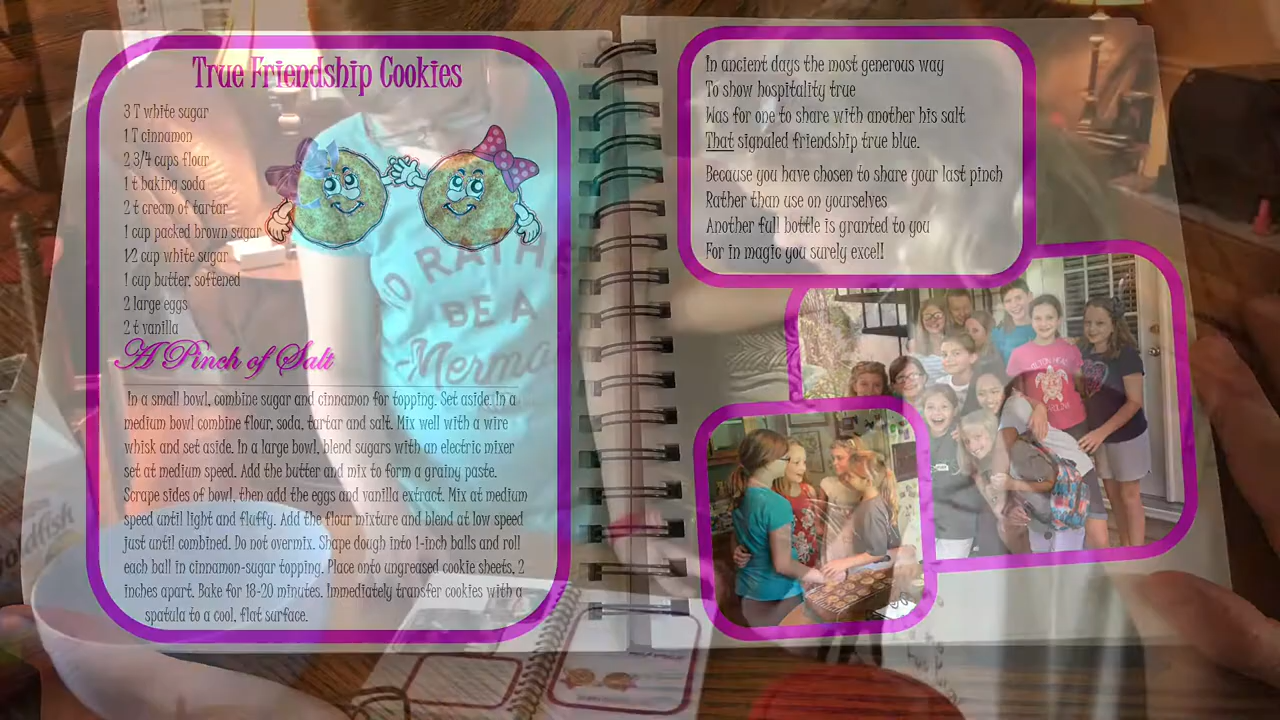 True Friendship Cookies
3 T white sugar
1 T cinnamon
2 3/4 cups flour
1 t baking soda
2 t cream of tartar
1 cup packed brown sugar
1/2 cup white sugar
1 cup butter, softened
2 large eggs
2 t vanilla
A Pinch of Salt
In a small bowl, combine sugar and cinnamon for topping. Set aside. In a
medium bowl combine flour, soda, tartar and salt. Mix well with a wire
whisk and set aside. In a large bowl, blend sugars with an electric mixer
set at medium speed. Add the butter and mix to form a grainy paste.
Scrape sides of bowl, then add the eggs and vanilla extract. Mix at medium
speed until light and fluffy. Add the flour mixture and blend at low speed
just until combined. Do not overmix. Shape dough into 1-inch balls and roll
each ball in cinnamon-sugar topping. Place onto ungreased cookie sheets, 2
inches apart. Bake for 18-20 minutes. Immediately transfer cookies with a
spatula to a cool, flat surface.
In ancient days the most generous way
To show hospitality true
Was for one to share with another his salt
That signaled friendship true blue.
Because you have chosen to share your last pinch
Rather than use on yourselves
Another full bottle is granted to you
For in magic you surely excel!
RATH
BE A
Merma
oldfish